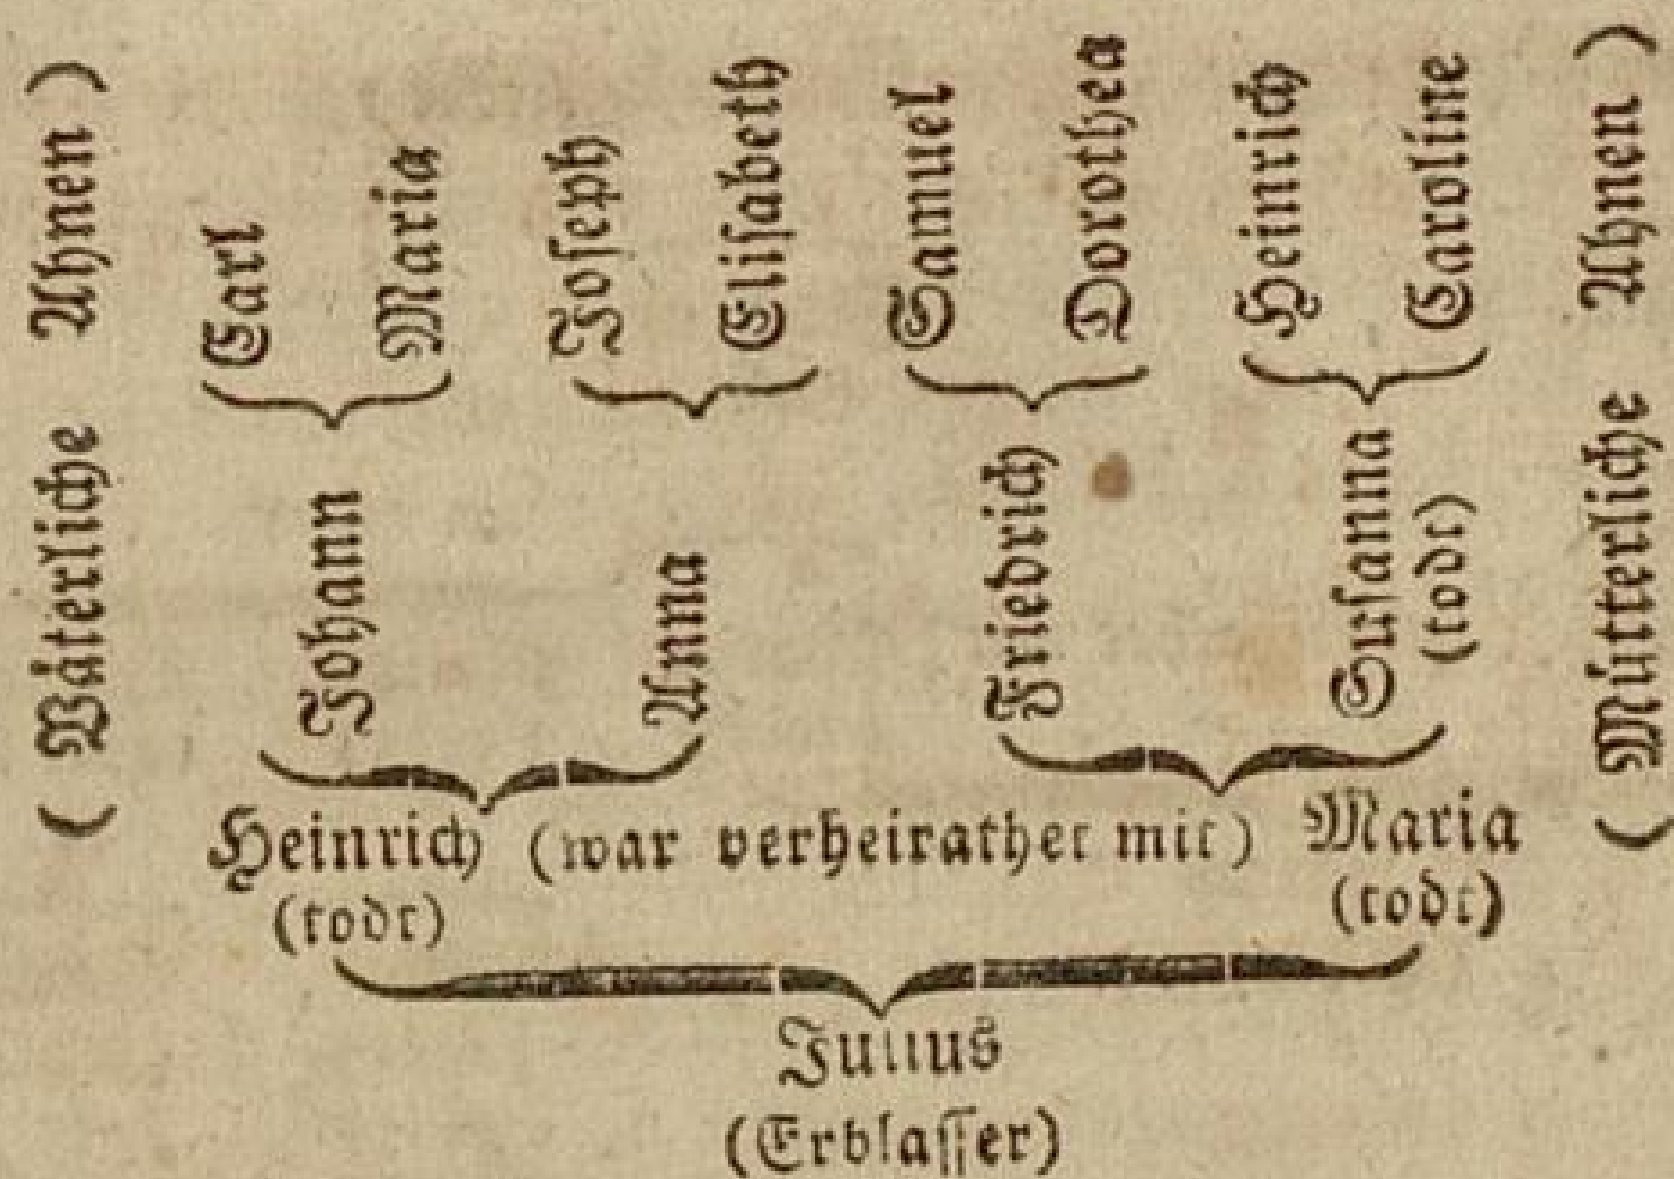 ( Väterliche Ahnen )
Carl
Maria
Joseph
Elisabeth
Samuel
Dorothea
Heinrich
Caroline
( Mütterliche Ahnen )
Johann
Anna
Friedrich
Susanna
(todt)
Heinrich (war verheirathet mit) Maria
(todt) (todt)
Julius
(Erblasser)